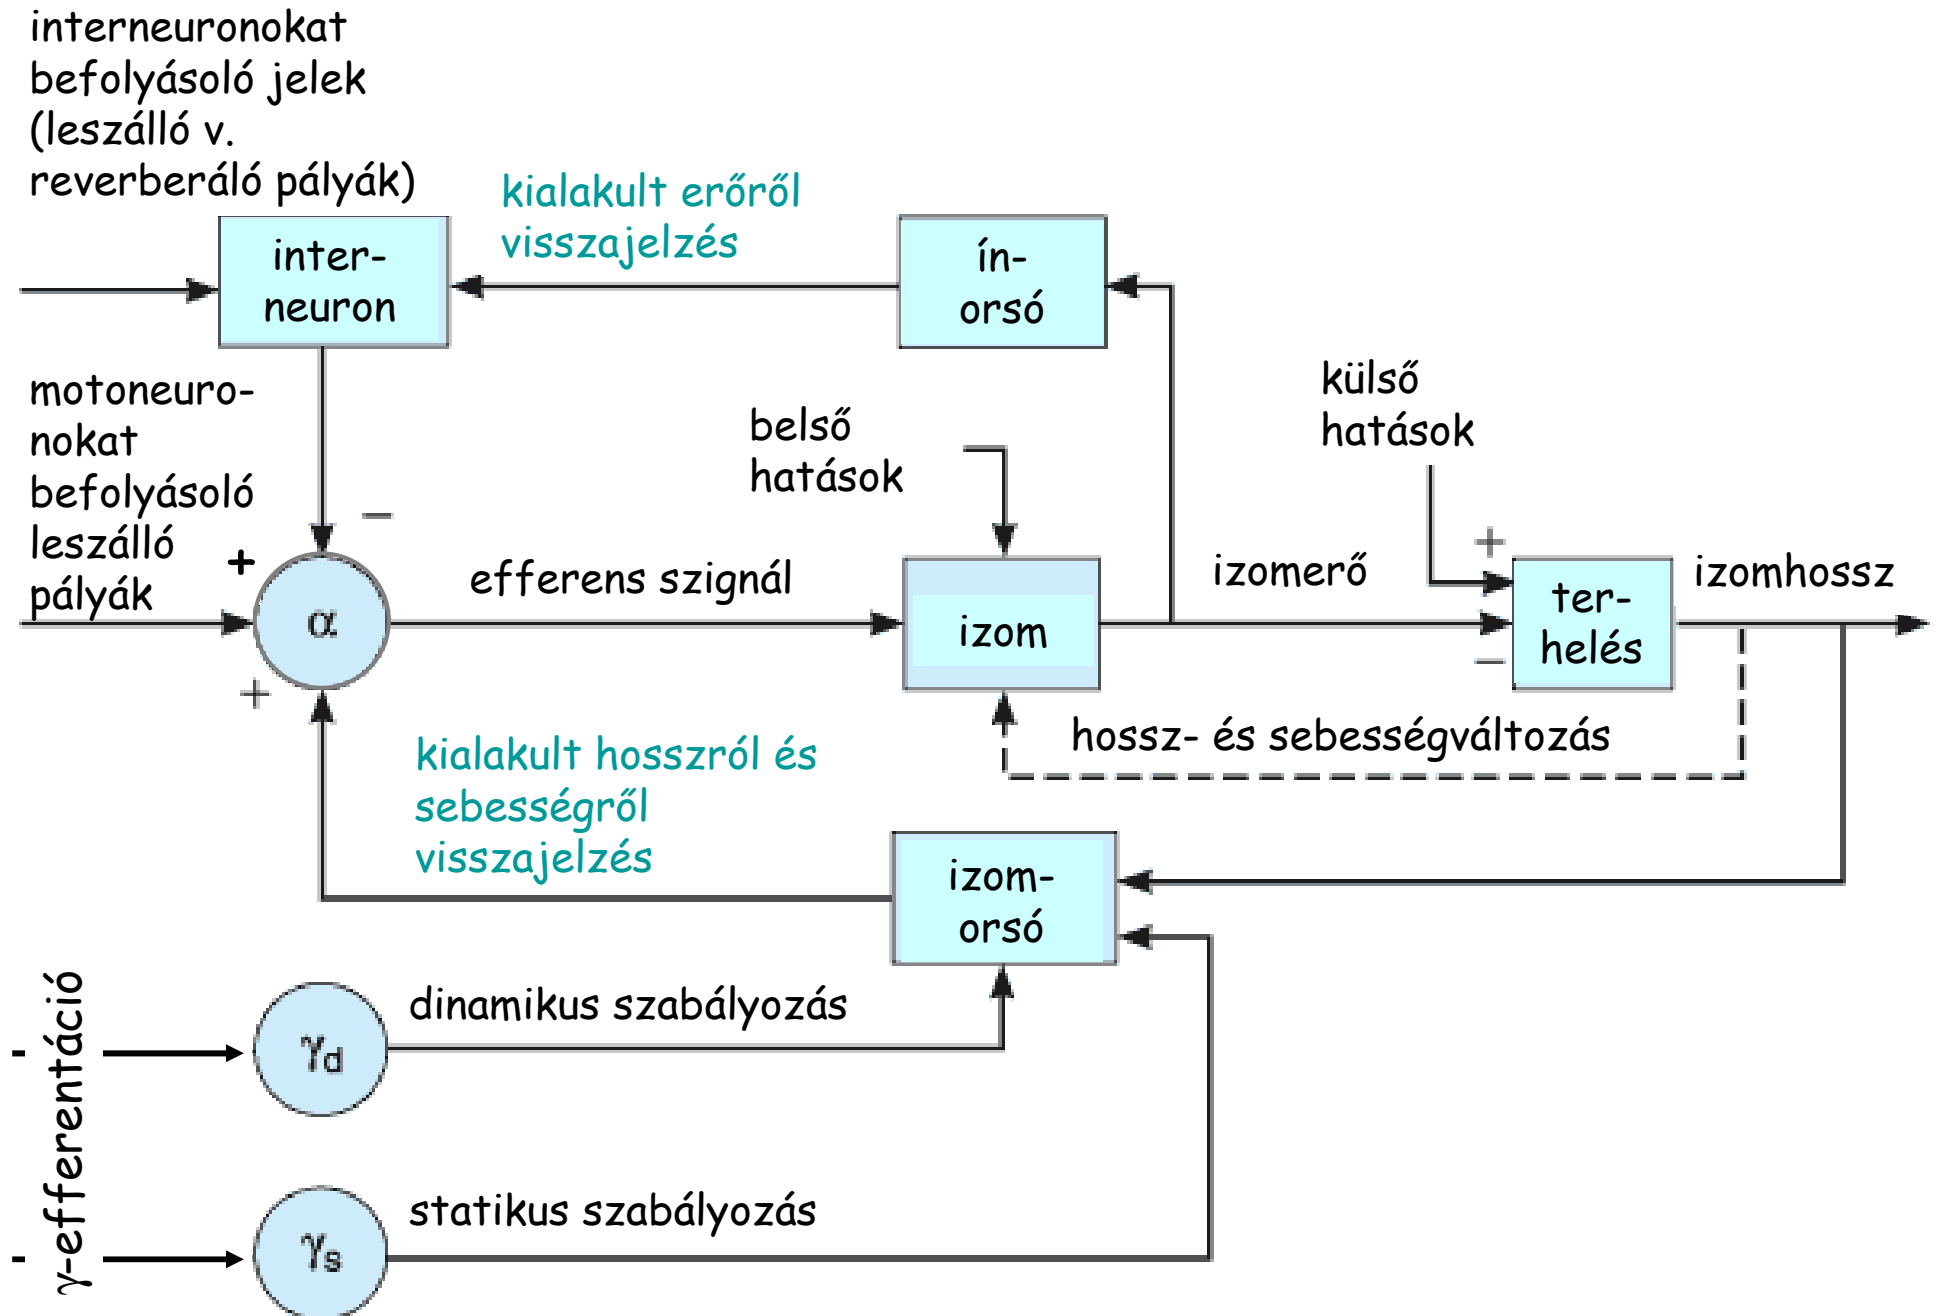 interneuronokat
befolyásoló jelek
(leszálló v.
reverberáló pályák)
kialakult erőről
visszajelzés
inter-
neuron
ín-
orsó
motoneuro-
nokat
befolyásoló
leszálló
pályák
belső
hatások
külső
hatások
−
+
+
α
+
efferens szignál
izom
izomerő
+
−
ter-
helés
izomhossz
hossz- és sebességváltozás
kialakult hosszról és
sebességről
visszajelzés
izom-
orsó
γ-efferentáció
γd
dinamikus szabályozás
γs
statikus szabályozás